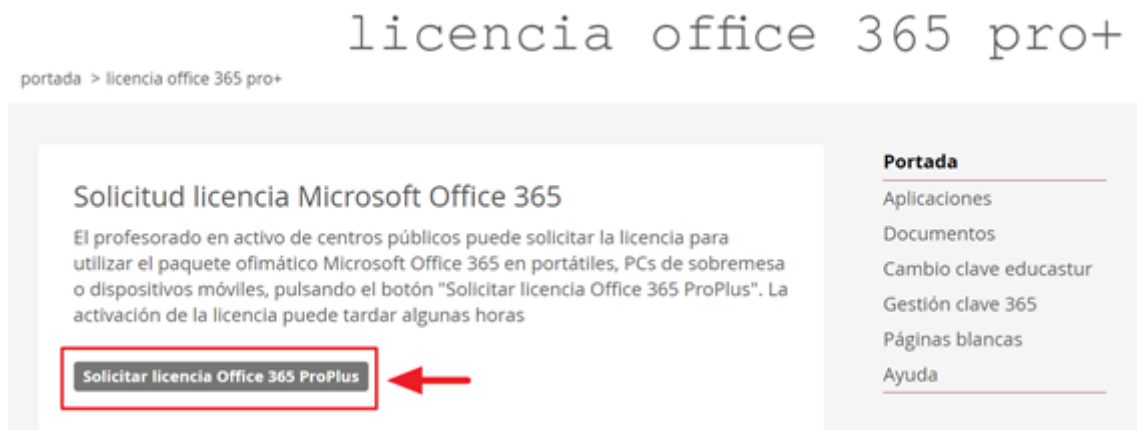 licencia office 365 pro+
portada > licencia office 365 pro+
Solicitud licencia Microsoft Office 365
El profesorado en activo de centros públicos puede solicitar la licencia para
utilizar el paquete ofimático Microsoft Office 365 en portátiles, PCs de sobremesa
o dispositivos móviles, pulsando el botón "Solicitar licencia Office 365 ProPlus". La
activación de la licencia puede tardar algunas horas
Solicitar licencia Office 365 ProPlus
Portada
Aplicaciones
Documentos
Cambio clave educastur
Gestión clave 365
Páginas blancas
Ayuda